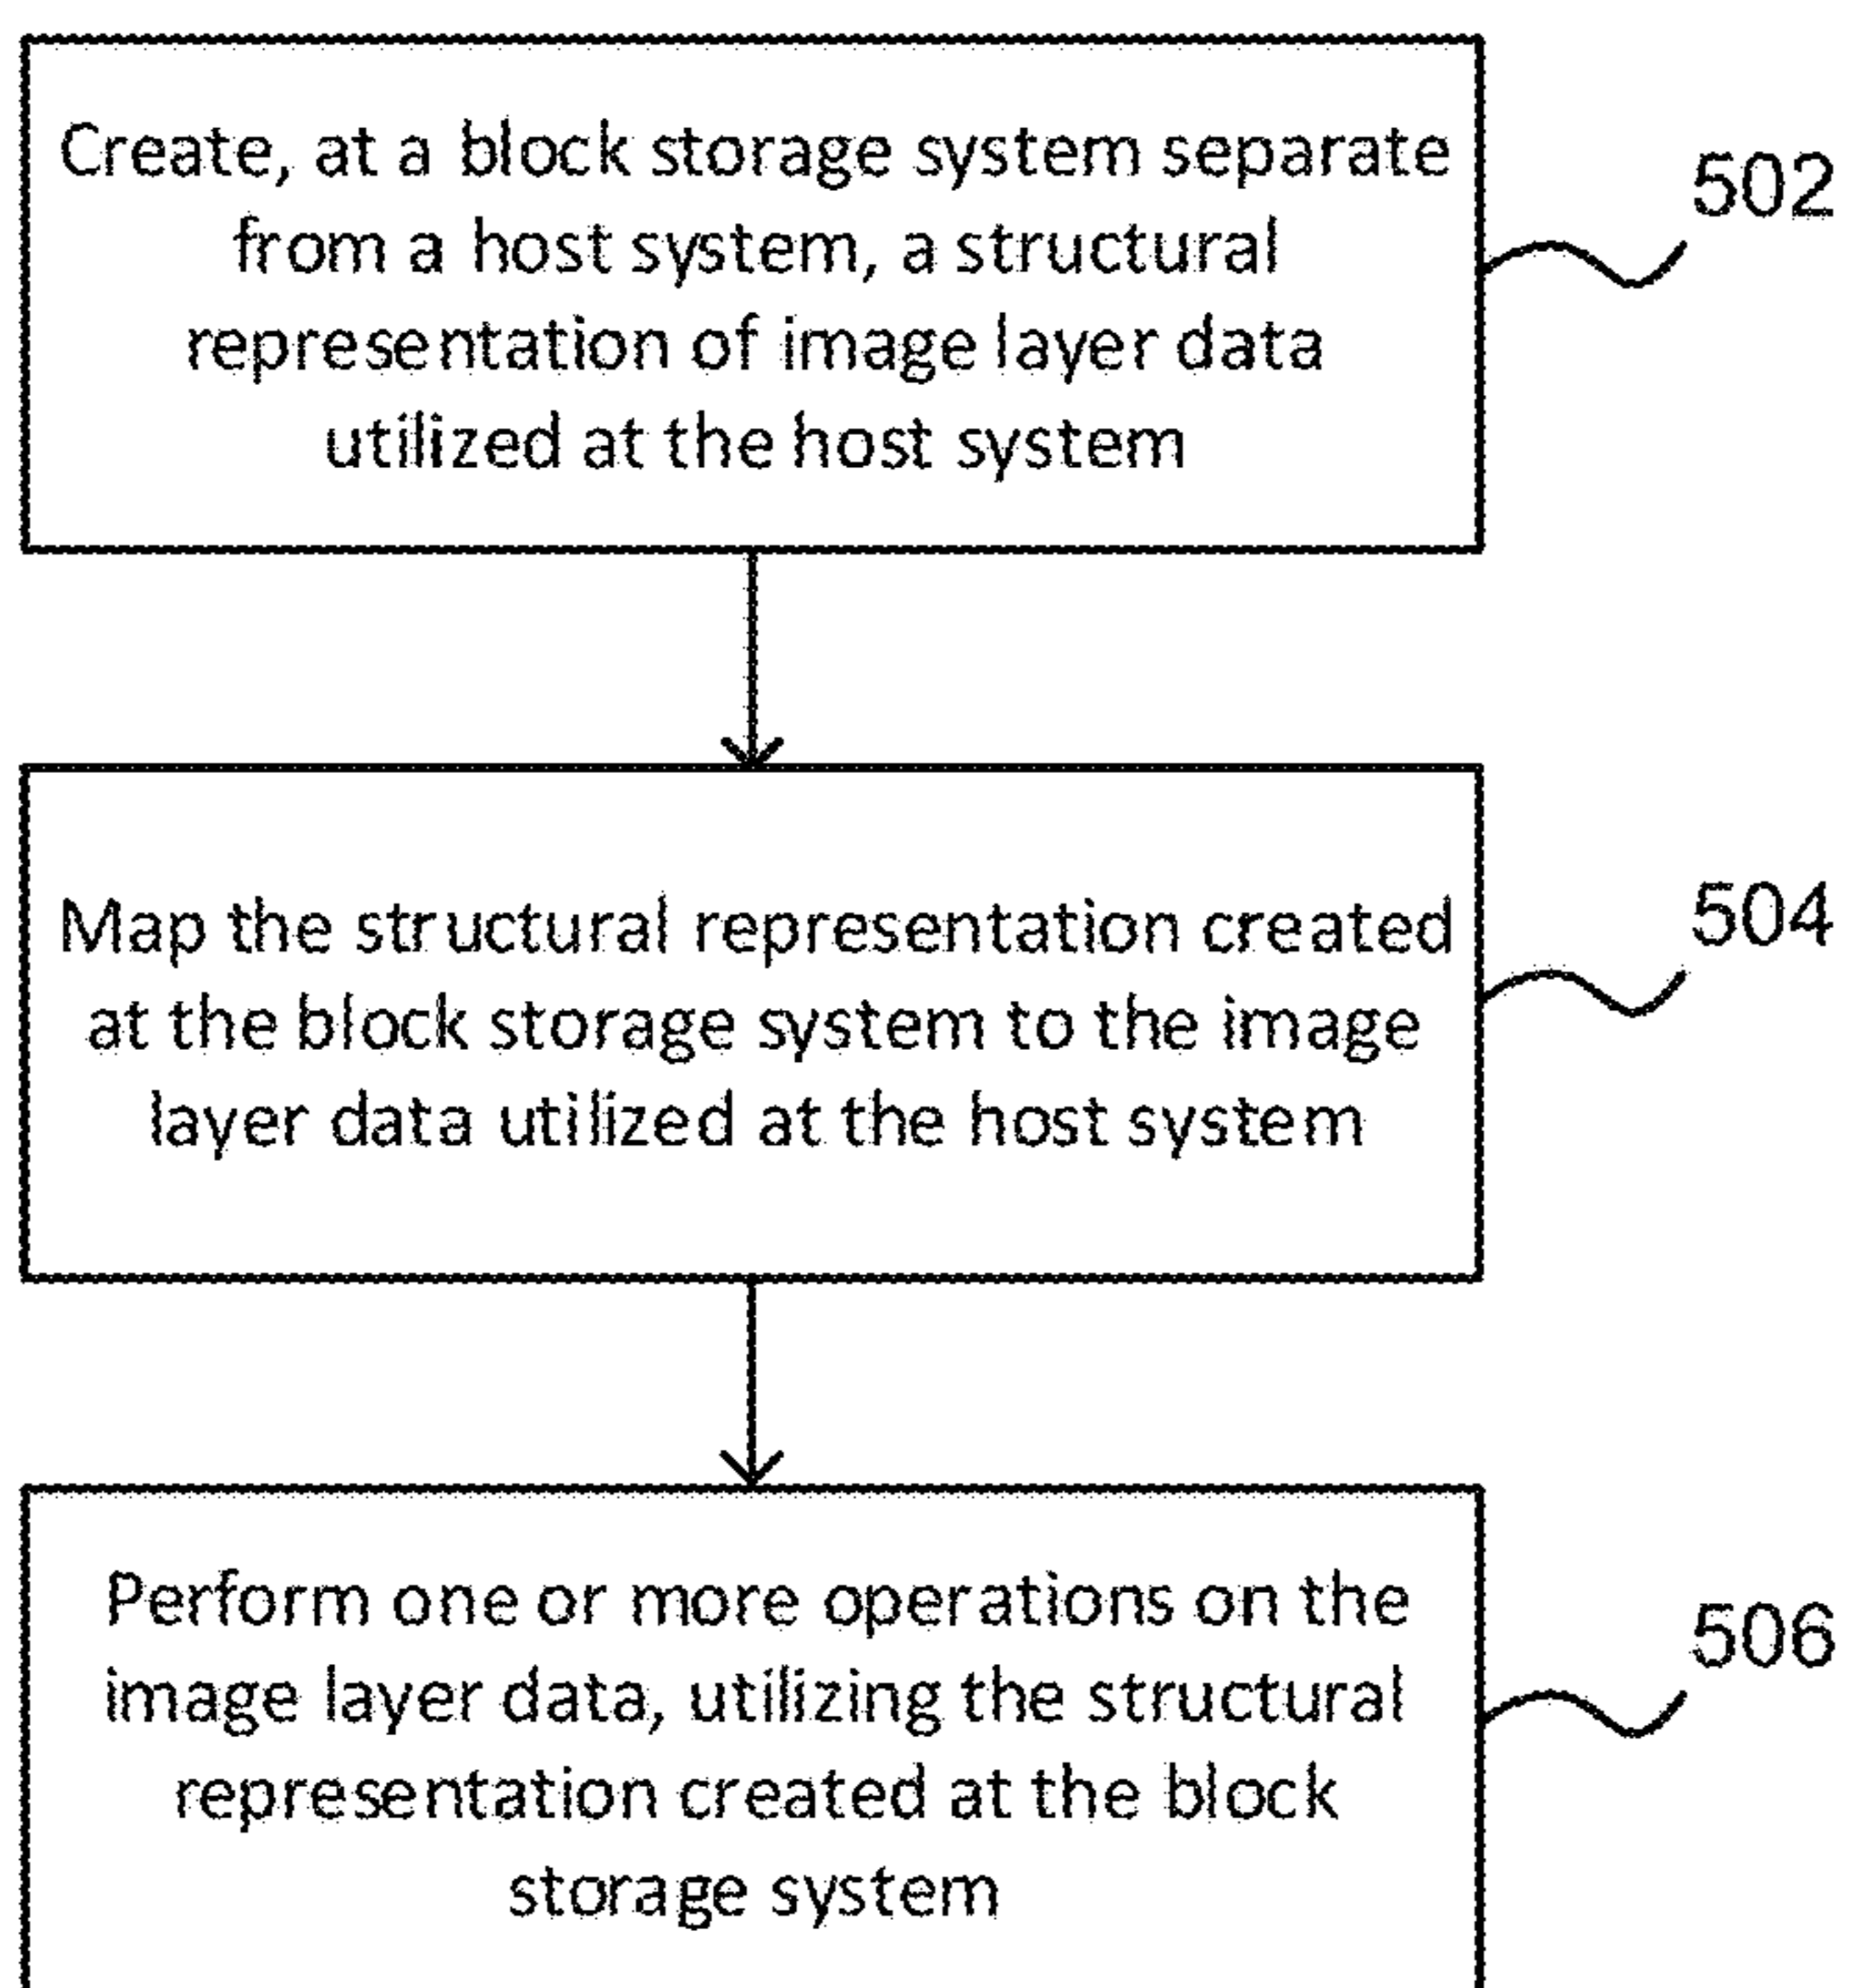 Create, at a block storage system separate
from a host system, a structural
representation of image layer data
utilized at the host system
502
Map the structural representation created
at the block storage system to the image
layer data utilized at the host system
504
Perform one or more operations on the
image layer data, utilizing the structural
representation created at the block
storage system
506